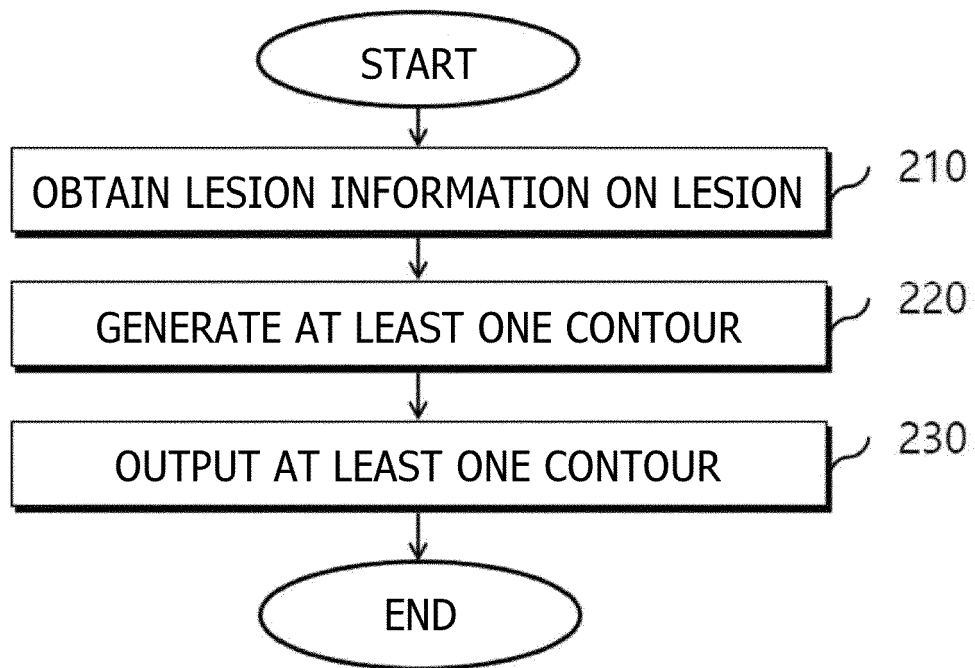 START
OBTAIN LESION INFORMATION ON LESION
210
GENERATE AT LEAST ONE CONTOUR
220
OUTPUT AT LEAST ONE CONTOUR
230
END